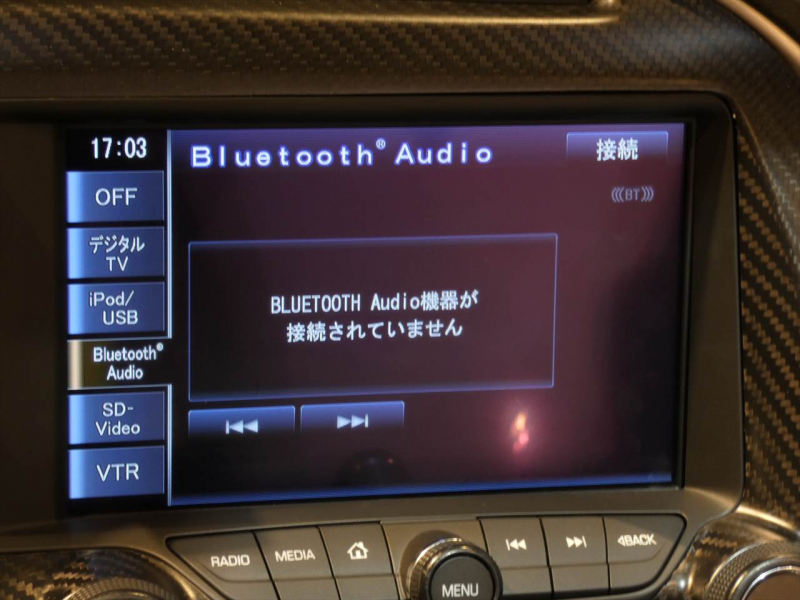 17:03
Bluetooth® Audio
接続
BT
OFF
デジタル
TV
iPod/
USB
Bluetooth®
Audio
SD-
Video
VTR
BLUETOOTH Audio機器が
接続されていません
RADIO
MEDIA
MENU
BACK